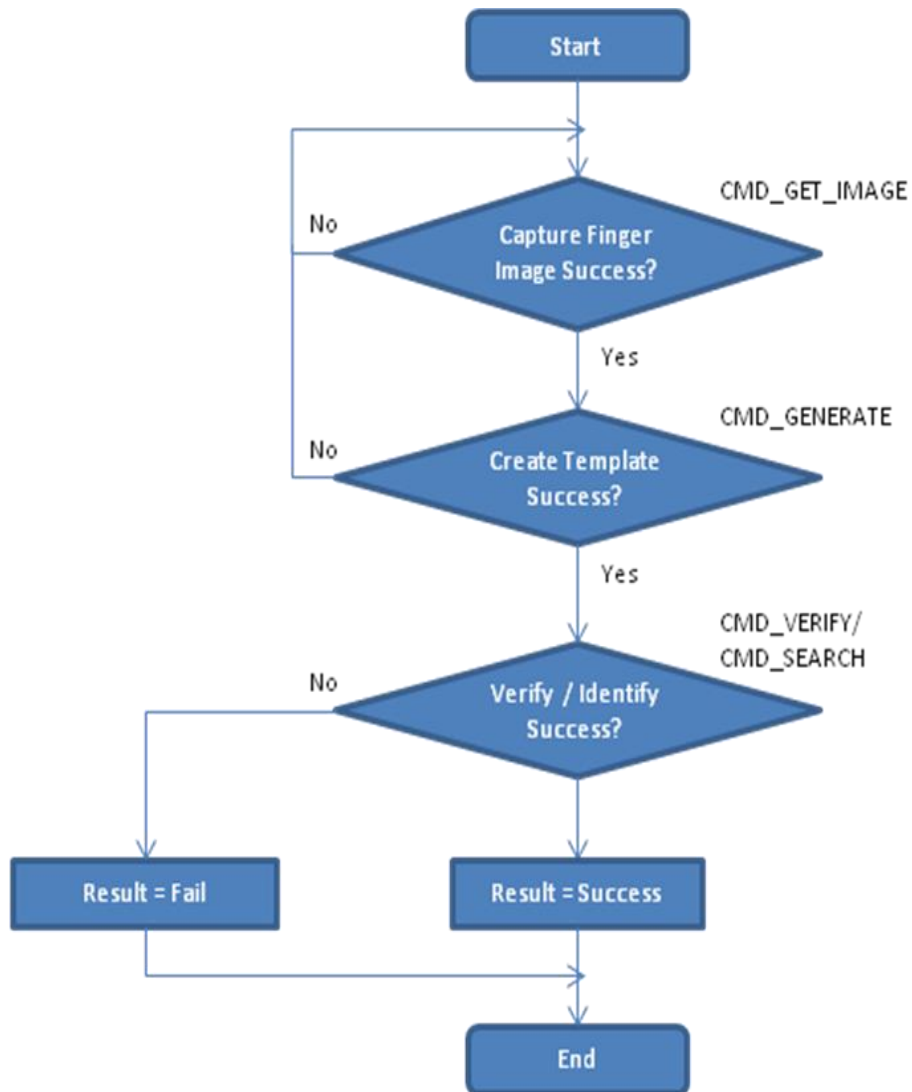 Start
CMD_GET_IMAGE
No
Capture Finger
Image Success?
Yes
CMD_GENERATE
No
Create Template
Success?
Yes
CMD_VERIFY/
CMD_SEARCH
No
Verify / Identify
Success?
Result = Fail
Result = Success
End